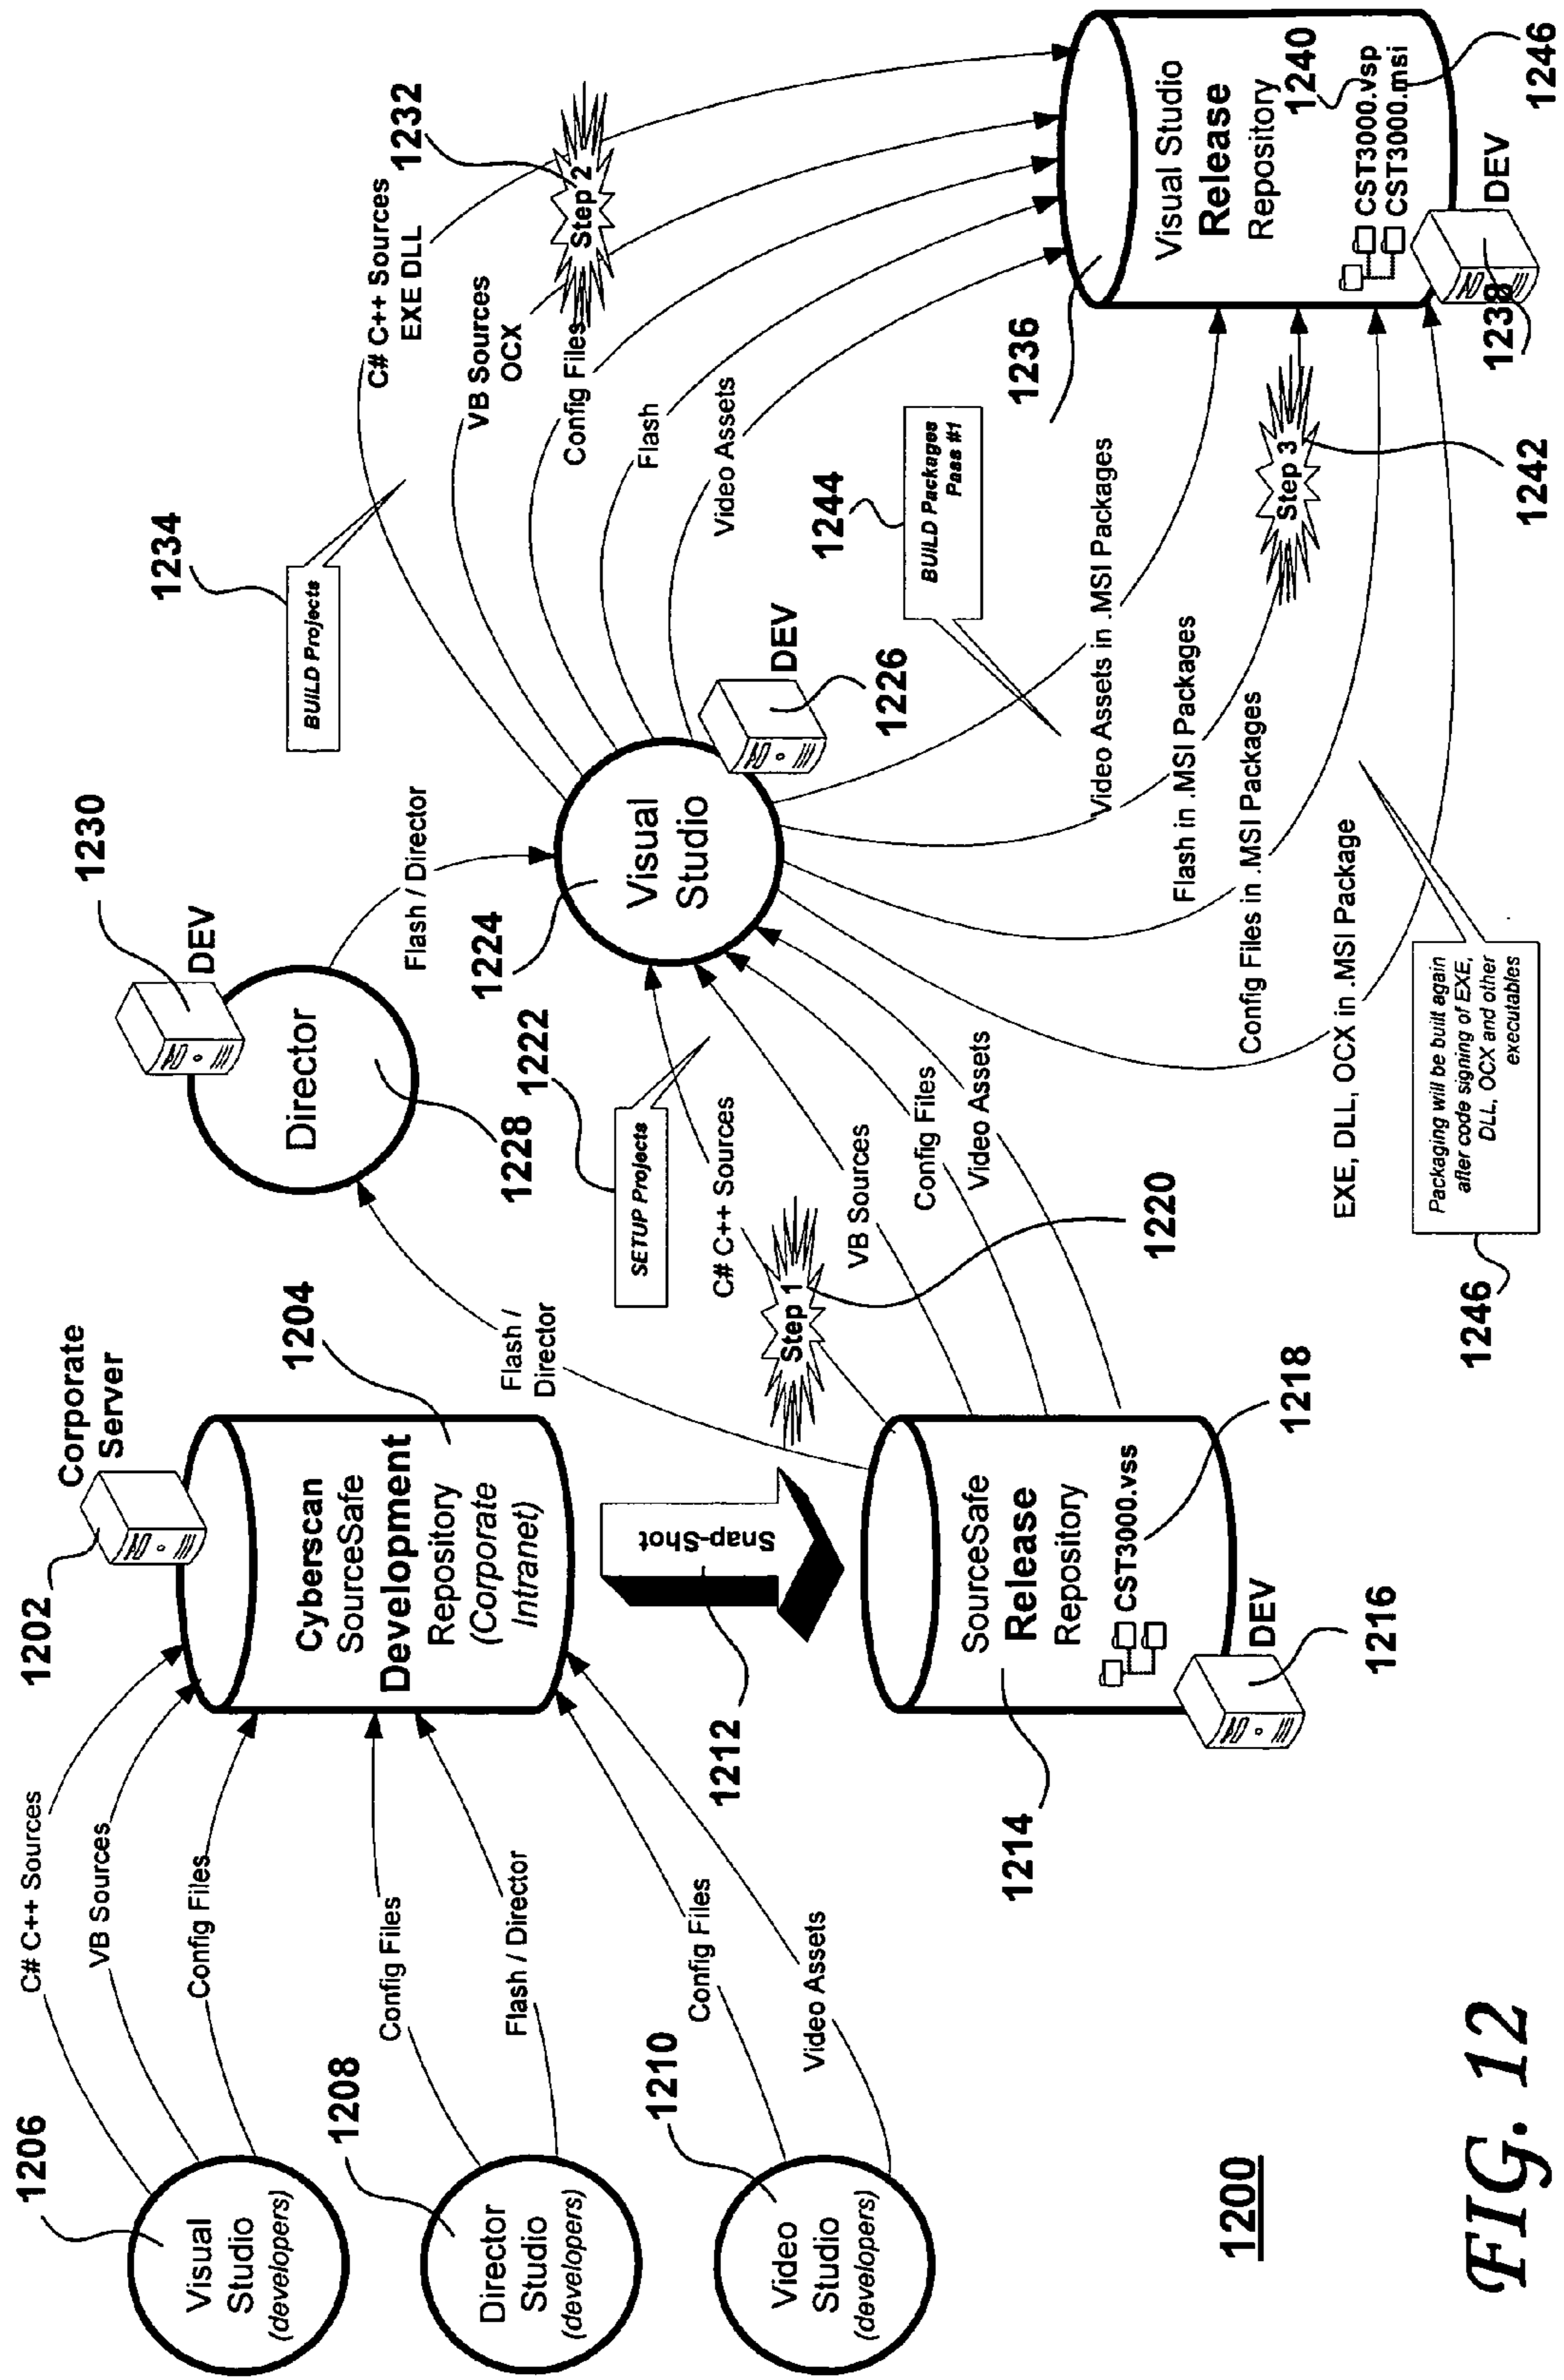 1206
Visual
Studio
(developers)
1208
Director
Studio
(developers)
1210
Video
Studio
(developers)
C# C++ Sources
VB Sources
Config Files
Config Files
Flash / Director
Config Files
Video Assets
1202
Corporate
Server
1204
Cyberscan
SourceSafe
Development
Repository
(Corporate
Intranet)
1212
Snap-Shot
1214
SourceSafe
Release
Repository
CST3000.vss
DEV
1216
1218
Flash /
Director
Step 1
1220
C# C++ Sources
VB Sources
Config Files
Video Assets
SETUP Projects
1222
1228
Director
DEV
1230
Flash / Director
1224
Visual
Studio
DEV
1226
1234
BUILD Projects
C# C++ Sources
EXE DLL
VB Sources
OCX
Config Files
Flash
Video Assets
1232
Step 2
1244
BUILD Packages
Pass #1
Video Assets in .MSI Packages
Flash in .MSI Packages
Config Files in .MSI Packages
EXE, DLL, OCX in .MSI Package
Step 3
1242
1246
Packaging will be built again
after code signing of EXE,
DLL, OCX and other
executables
1236
Visual Studio
Release
Repository
1240
CST3000.vsp
CST3000.msi
1246
DEV
1238
1200
FIG. 12